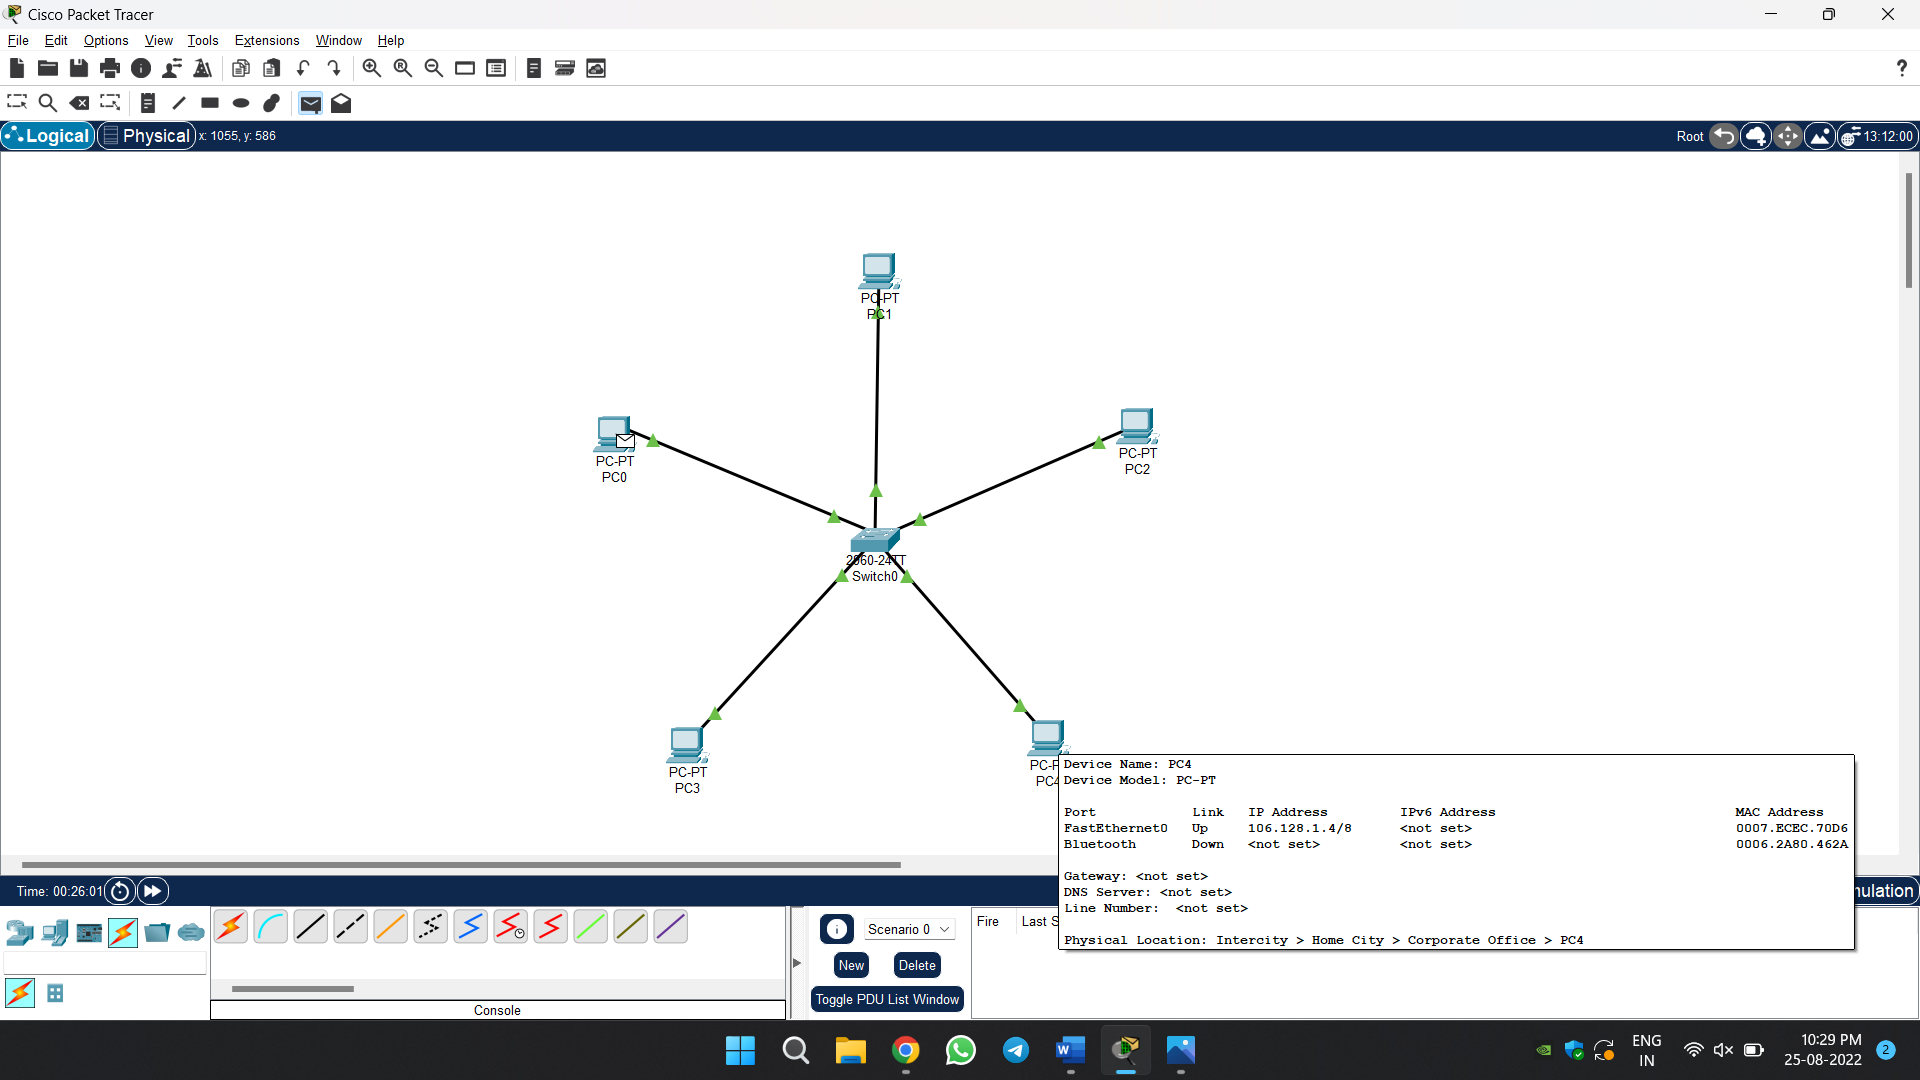 Cisco Packet Tracer
File Edit Options View Tools Extensions Window Help
?
Logical Physical x: 1055, y: 586 Root 13:12:00
PC-PT
PC1
PC-PT
PC0
PC-PT
PC2
2960-24TT
Switch0
PC-PT
PC3
PC-P
PC4
Device Name: PC4
Device Model: PC-PT
Port Link IP Address IPv6 Address MAC Address
FastEthernet0 Up 106.128.1.4/8 <not set> 0007.ECEC.70D6
Bluetooth Down <not set> <not set> 0006.2A80.462A
Gateway: <not set>
DNS Server: <not set>
Line Number: <not set>
Physical Location: Intercity > Home City > Corporate Office > PC4
Time: 00:26:01 nulation
Scenario 0
New Delete
Toggle PDU List Window
Fire Last S
Console
ENG
IN
10:29 PM
25-08-2022
2